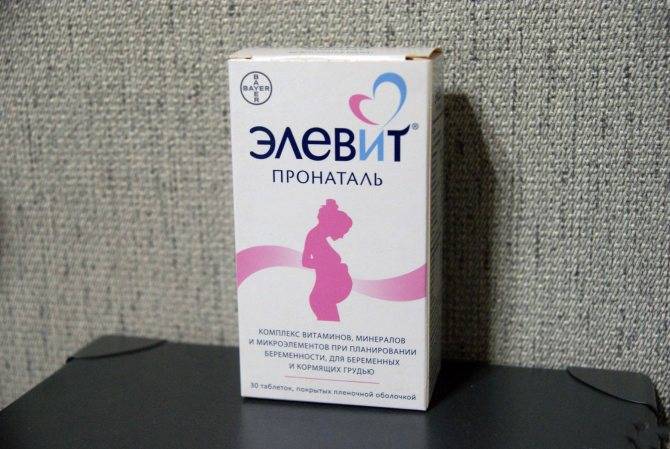 BAYER
BAYER
ЭЛЕВИТ®
ПРОНАТАЛЬ
КОМПЛЕКС ВИТАМИНОВ, МИНЕРАЛОВ
И МИКРОЭЛЕМЕНТОВ ПРИ ПЛАНИРОВАНИИ
БЕРЕМЕННОСТИ, ДЛЯ БЕРЕМЕННЫХ
И КОРМЯЩИХ ГРУДЬЮ
30 таблеток, покрытых пленочной оболочкой